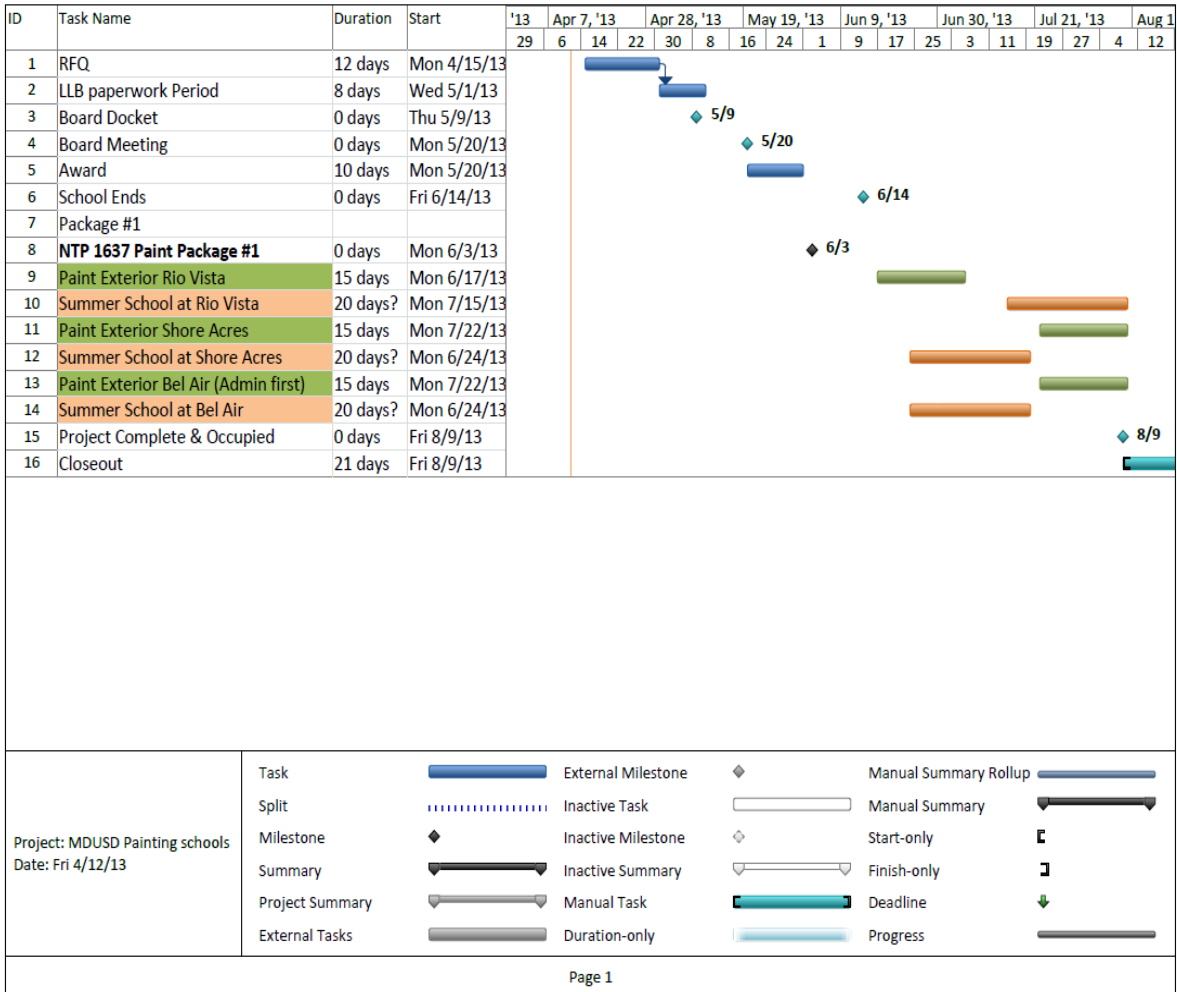 ID Task Name Duration Start '13 Apr 7, '13 Apr 28, '13 May 19, '13 Jun 9, '13 Jun 30, '13 Jul 21, '13 Aug 1
29 6 14 22 30 8 16 24 1 9 17 25 3 11 19 27 4 12
1 RFQ 12 days Mon 4/15/13
2 LLB paperwork Period 8 days Wed 5/1/13
3 Board Docket 0 days Thu 5/9/13 5/9
4 Board Meeting 0 days Mon 5/20/13 5/20
5 Award 10 days Mon 5/20/13
6 School Ends 0 days Fri 6/14/13 6/14
7 Package #1
8 NTP 1637 Paint Package #1 0 days Mon 6/3/13 6/3
9 Paint Exterior Rio Vista 15 days Mon 6/17/13
10 Summer School at Rio Vista 20 days? Mon 7/15/13
11 Paint Exterior Shore Acres 15 days Mon 7/22/13
12 Summer School at Shore Acres 20 days? Mon 6/24/13
13 Paint Exterior Bel Air (Admin first) 15 days Mon 7/22/13
14 Summer School at Bel Air 20 days? Mon 6/24/13
15 Project Complete & Occupied 0 days Fri 8/9/13 8/9
16 Closeout 21 days Fri 8/9/13
Project: MDUSD Painting schools
Date: Fri 4/12/13
Task External Milestone Manual Summary Rollup
Split Inactive Task Manual Summary
Milestone Inactive Milestone Start-only
Summary Inactive Summary Finish-only
Project Summary Manual Task Deadline
External Tasks Duration-only Progress
Page 1